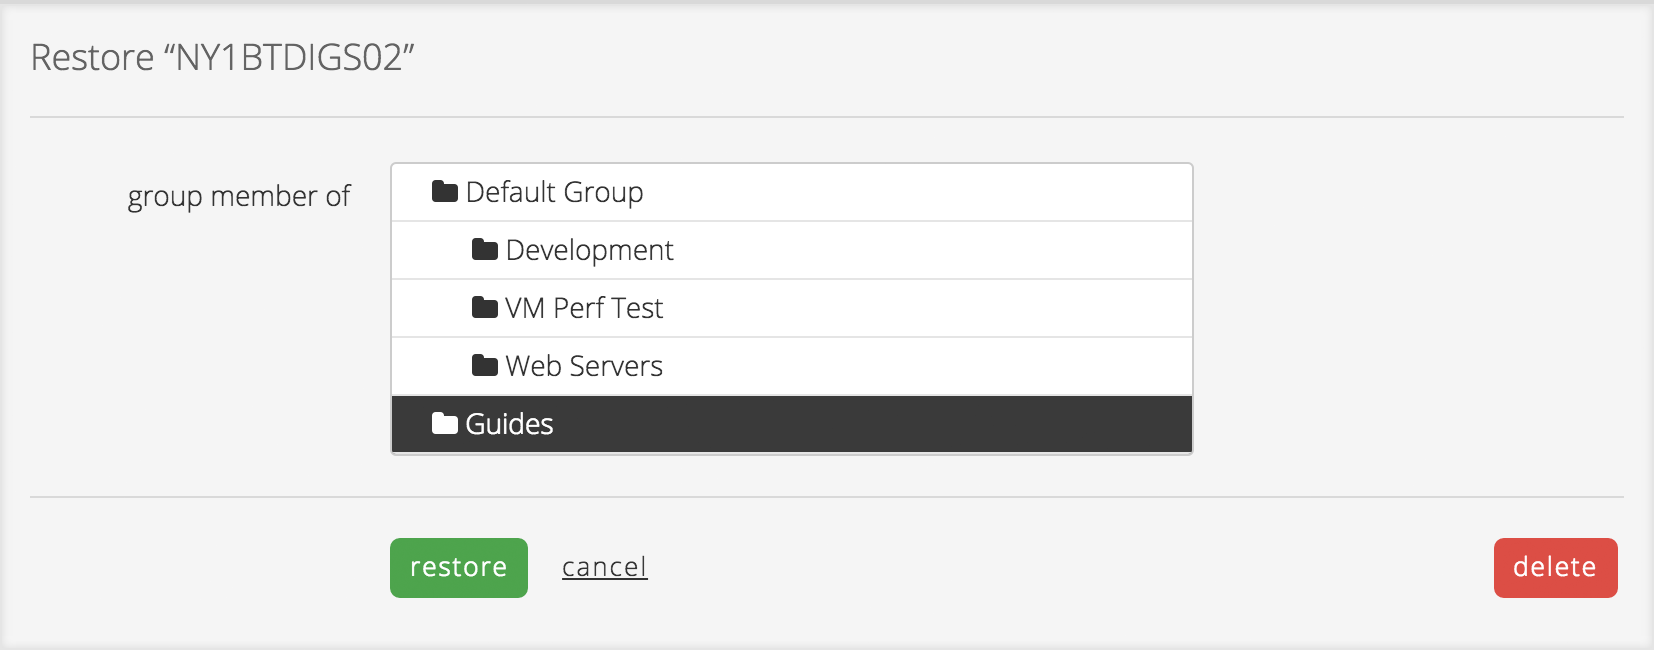 Restore “NY1BTDIGS02”
group member of
Default Group
Development
VM Perf Test
Web Servers
Guides
restore cancel delete